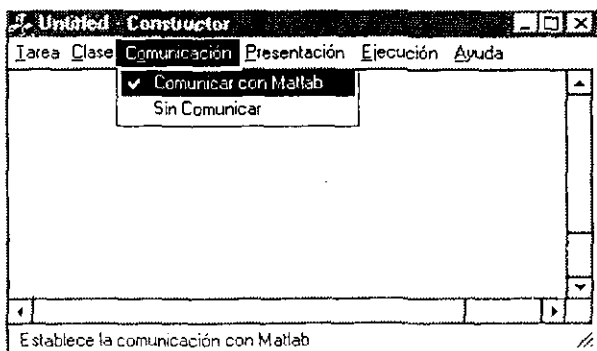 Untitled - Constructor
Tarea Clase Comunicación Presentación Ejecución Ayuda
✓ Comunicar con Matlab
Sin Comunicar
Establece la comunicación con Matlab